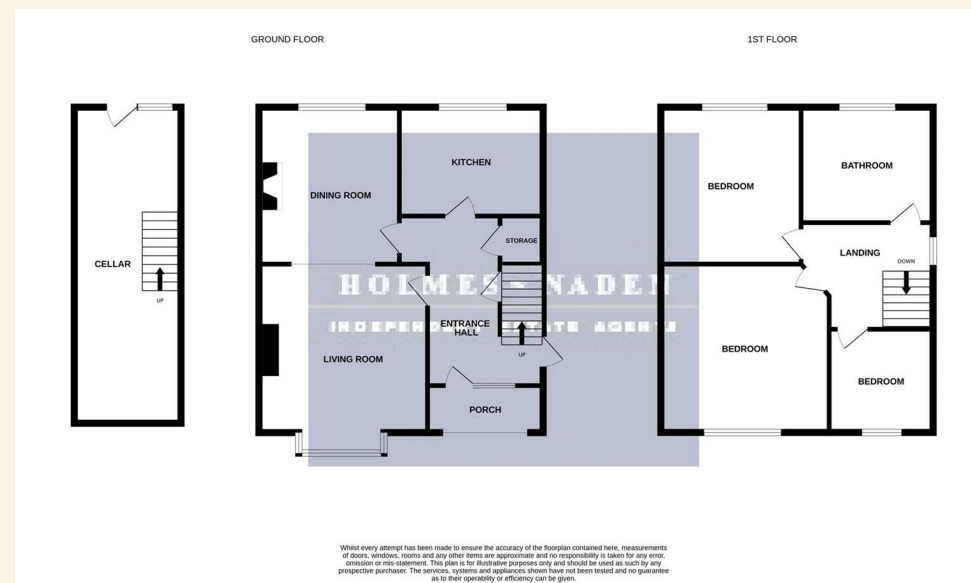 GROUND FLOOR
1ST FLOOR
CELLAR
UP
DINING ROOM
KITCHEN
STORAGE
ENTRANCE
HALL
UP
LIVING ROOM
PORCH
BEDROOM
BATHROOM
LANDING
DOWN
BEDROOM
BEDROOM
HOLMES-NADEN
INDEPENDENT ESTATE AGENTS
Whilst every attempt has been made to ensure the accuracy of the floorplan contained here, measurements
of doors, windows, rooms and any other items are approximate and no responsibility is taken for any error,
omission or mis-statement. This plan is for illustrative purposes only and should be used as such by any
prospective purchaser. The services, systems and appliances shown have not been tested and no guarantee
as to their operability or efficiency can be given.